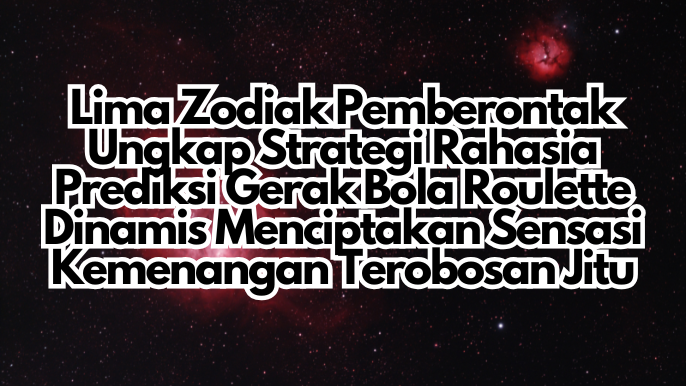 Lima Zodiak Pemberontak
Ungkap Strategi Rahasia
Prediksi Gerak Bola Roulette
Dinamis Menciptakan Sensasi
Kemenangan Terobosan Jitu